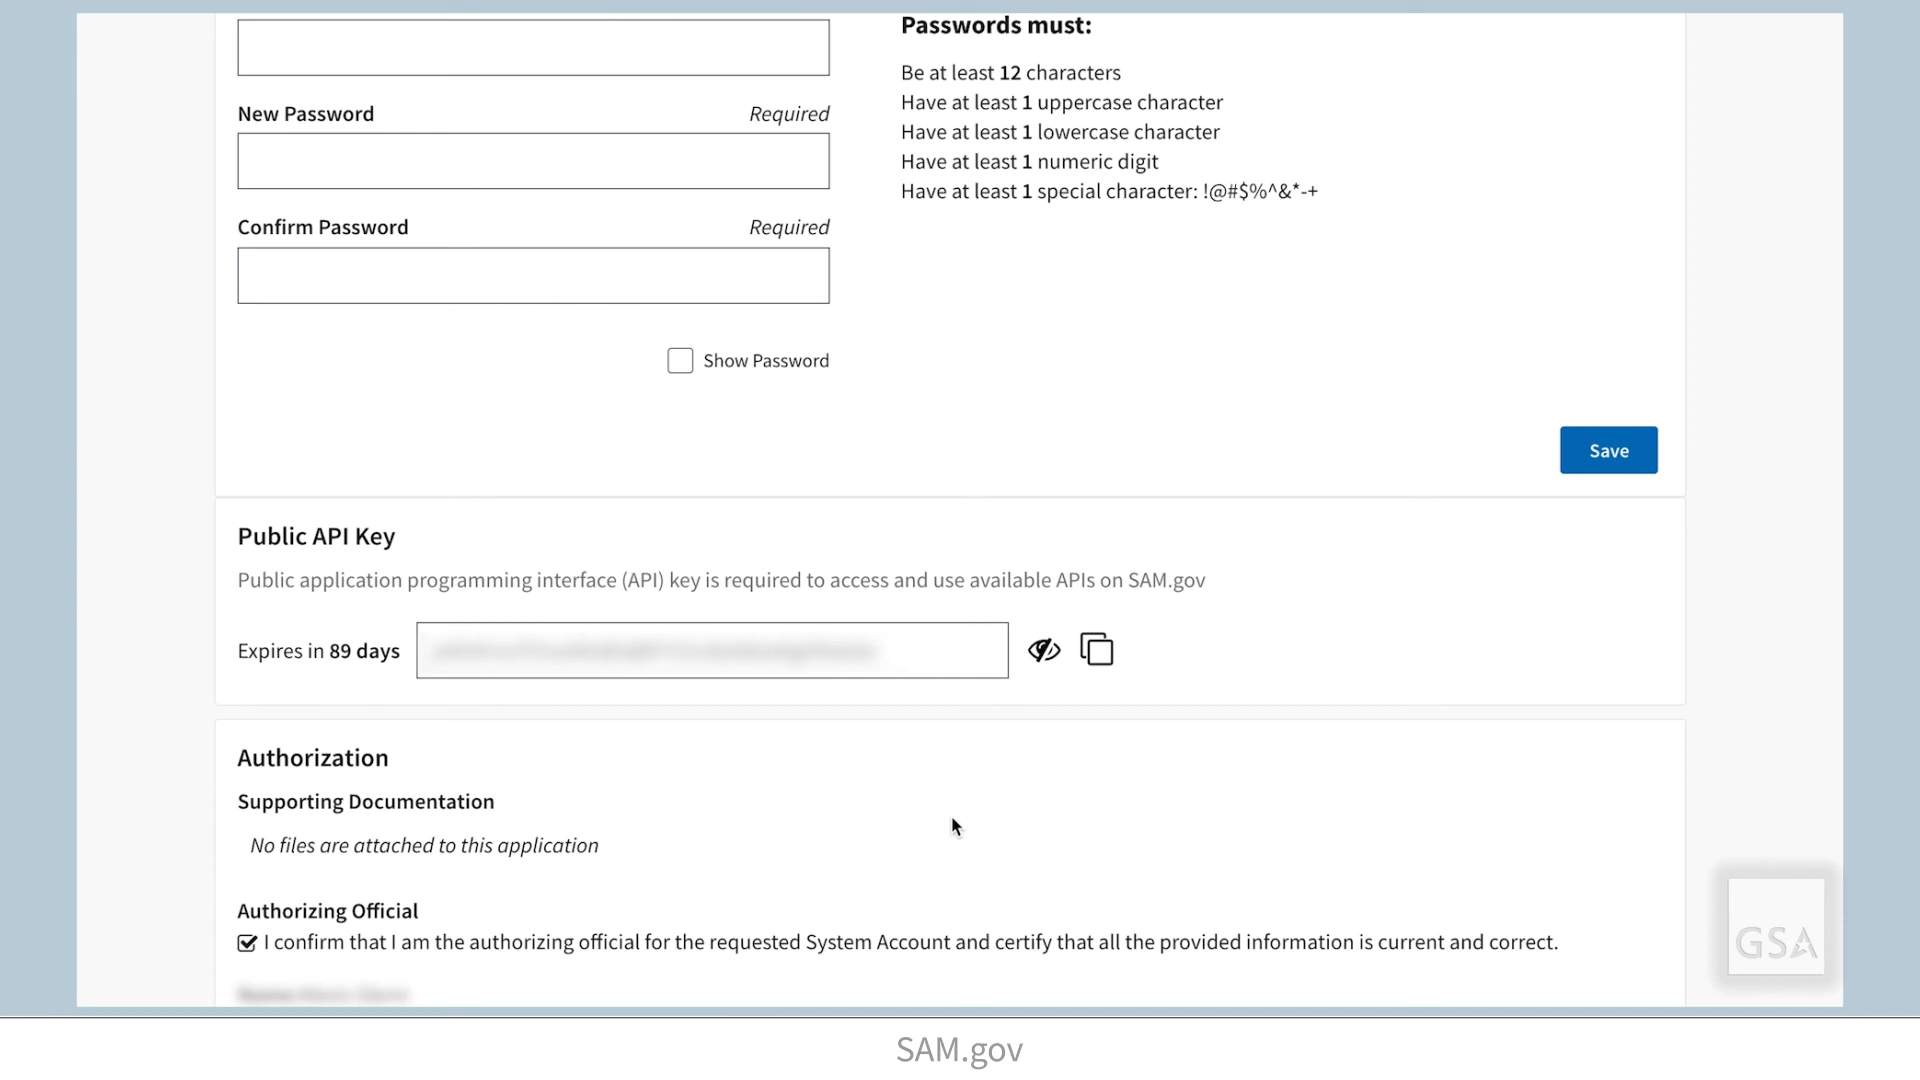 Passwords must:
Be at least 12 characters
Have at least 1 uppercase character
Have at least 1 lowercase character
Have at least 1 numeric digit
Have at least 1 special character: !@#$%^&*-+
New Password Required
Confirm Password Required
Show Password
Save
Public API Key
Public application programming interface (API) key is required to access and use available APIs on SAM.gov
Expires in 89 days
Authorization
Supporting Documentation
No files are attached to this application
Authorizing Official
I confirm that I am the authorizing official for the requested System Account and certify that all the provided information is current and correct.
GSA
SAM.gov